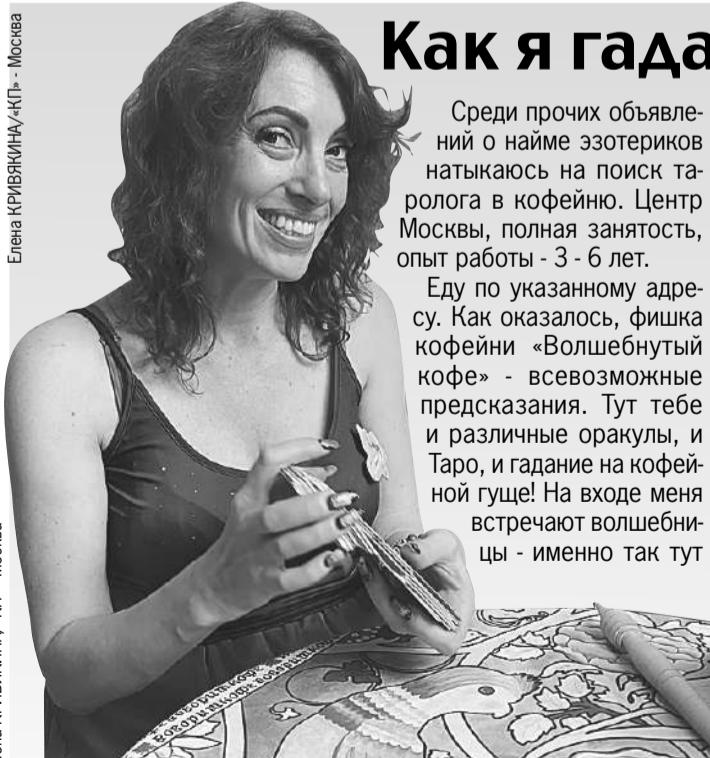 Елена КРИВЯКИНА/«КП» - Москва
Как я гада
Среди прочих объявле-
ний о найме эзотериков
натыкаюсь на поиск та-
ролога в кофейню. Центр
Москвы, полная занятость,
опыт работы - 3 - 6 лет.
Еду по указанному адре-
су. Как оказалось, фишка
кофейни «Волшебнутый
кофе» - всевозможные
предсказания. Тут тебе
и различные оракулы, и
Таро, и гадание на кофей-
ной гуще! На входе меня
встречают волшебни-
цы - именно так тут